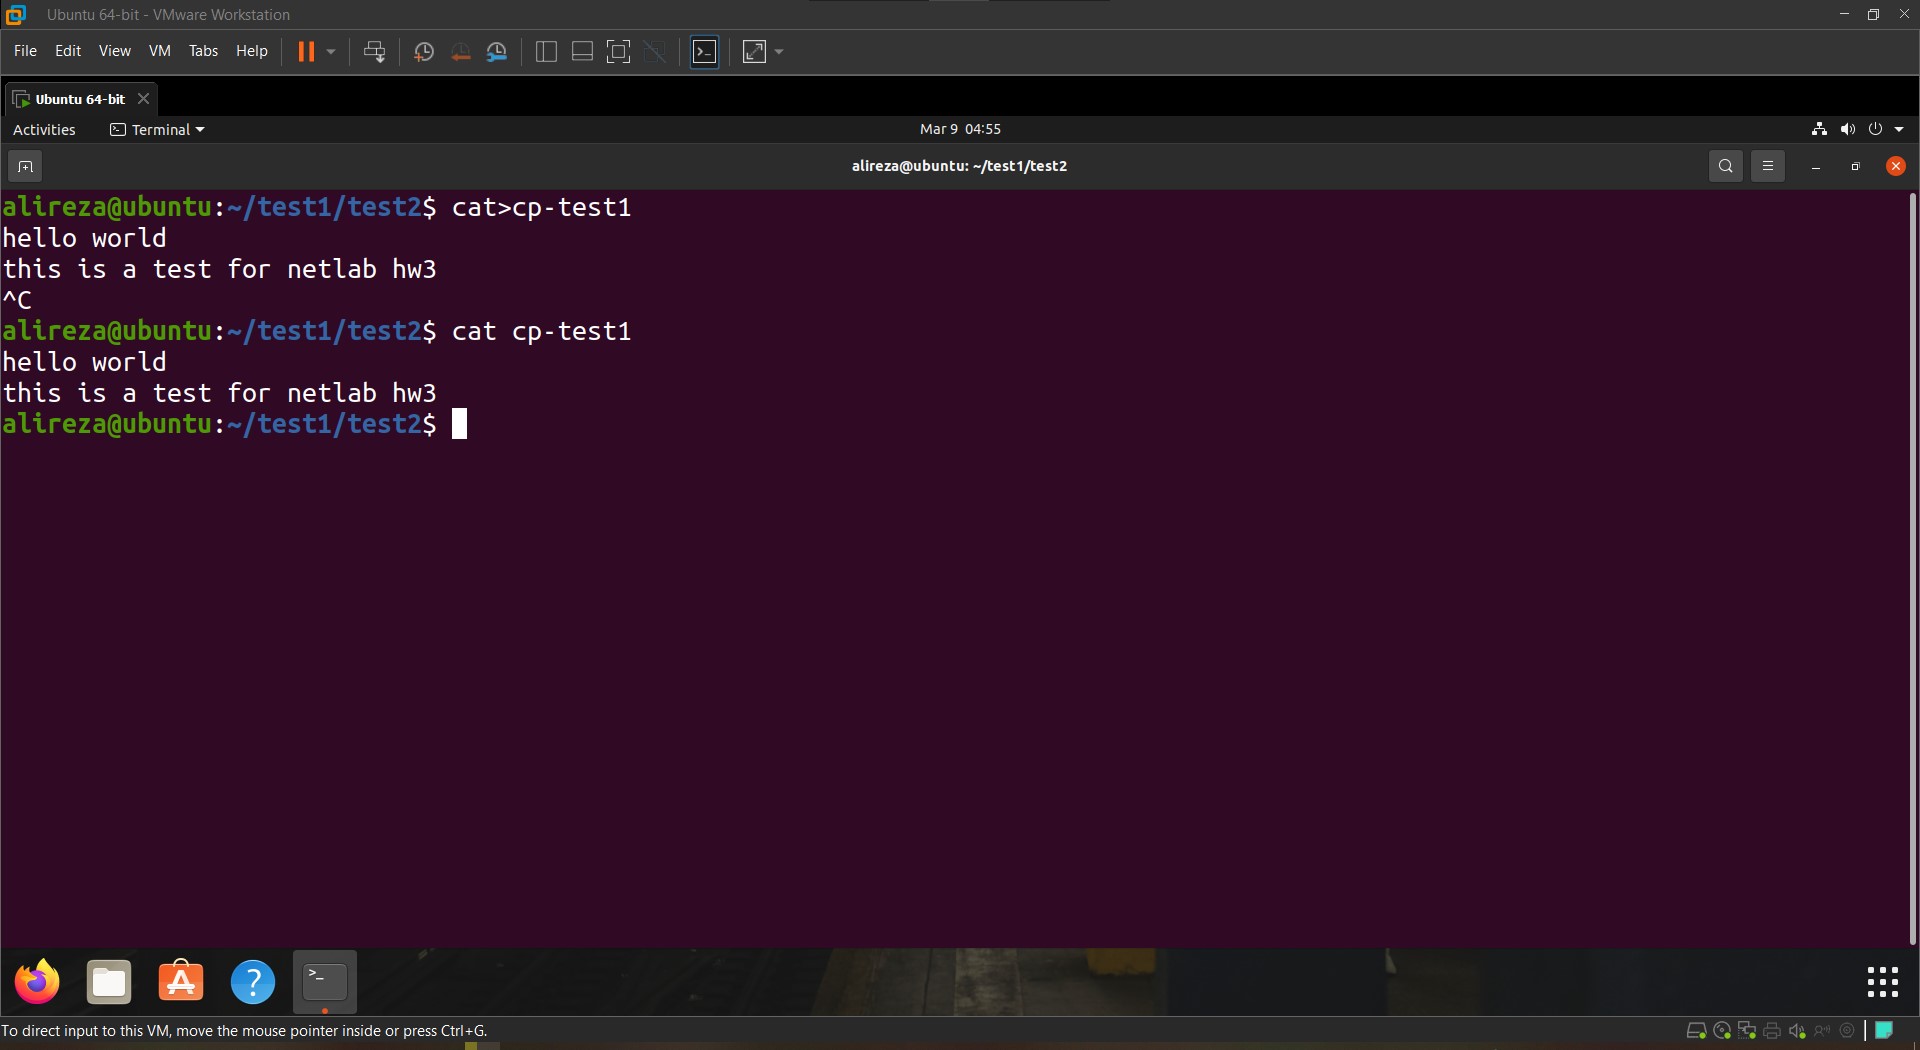 Ubuntu 64-bit - VMware Workstation
File Edit View VM Tabs Help
Ubuntu 64-bit
Activities Terminal Mar 9 04:55
alireza@ubuntu: ~/test1/test2
alireza@ubuntu:~/test1/test2$ cat>cp-test1
hello world
this is a test for netlab hw3
^C
alireza@ubuntu:~/test1/test2$ cat cp-test1
hello world
this is a test for netlab hw3
alireza@ubuntu:~/test1/test2$
To direct input to this VM, move the mouse pointer inside or press Ctrl+G.